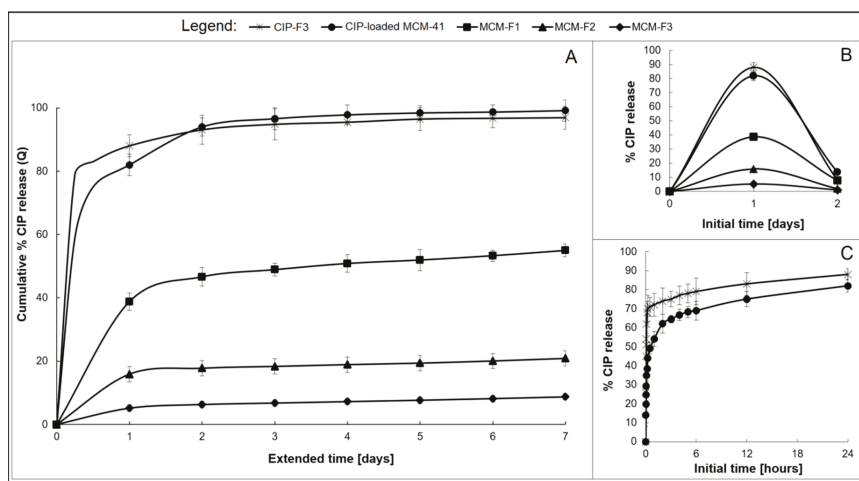 Legend: CIP-F3 CIP-loaded MCM-41 MCM-F1 MCM-F2 MCM-F3
A
Cumulative % CIP release (Q)
100
80
60
40
20
0
0 1 2 3 4 5 6 7
Extended time [days]
B
% CIP release
100
90
80
70
60
50
40
30
20
10
0
0 1 2
Initial time [days]
C
% CIP release
100
90
80
70
60
50
40
30
20
10
0
0 6 12 18 24
Initial time [hours]